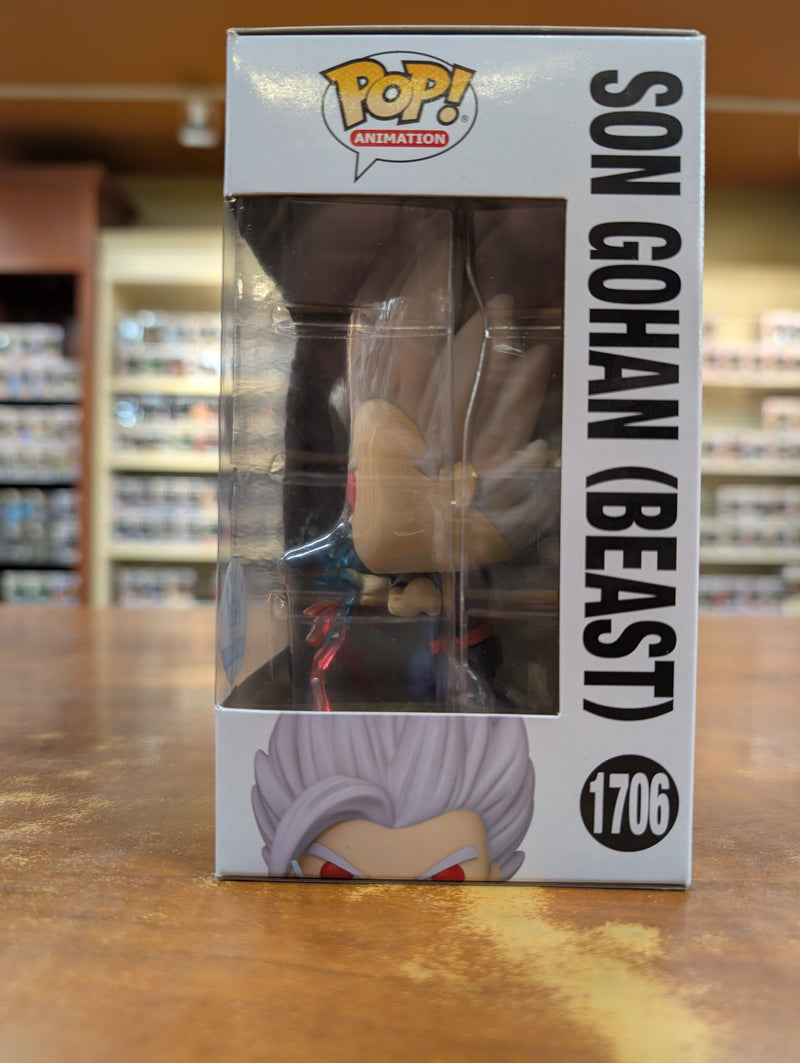 POP!
ANIMATION
SON GOHAN (BEAST)
1706